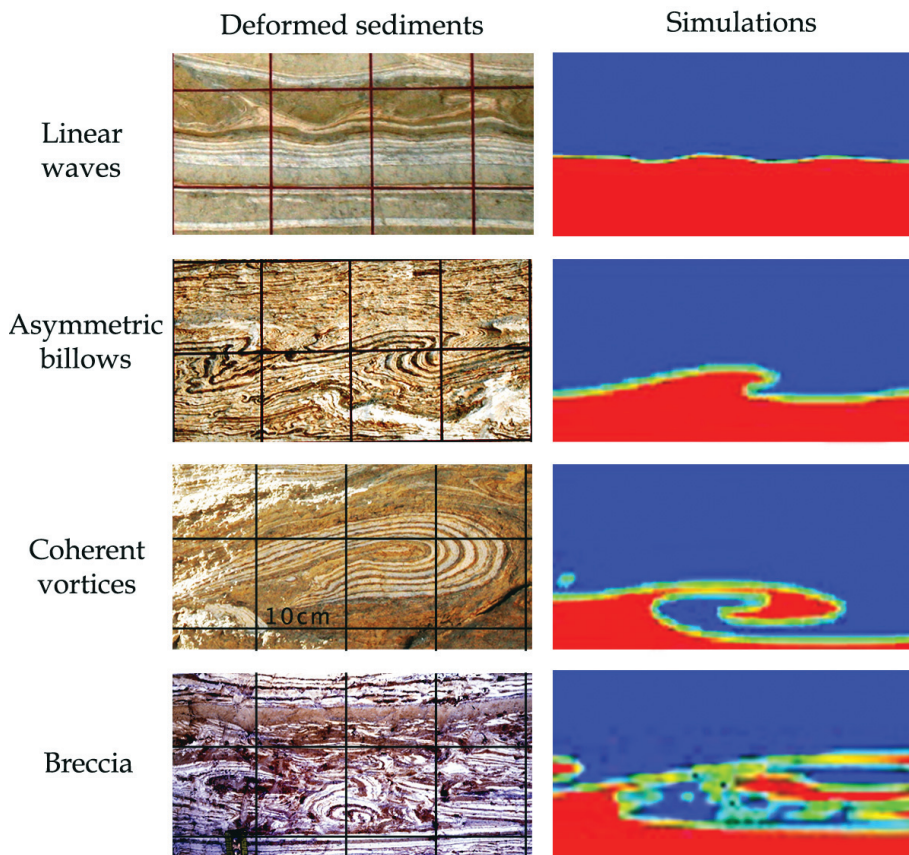 Deformed sediments
Simulations
Linear
waves
Asymmetric
billows
Coherent
vortices
10cm
Breccia